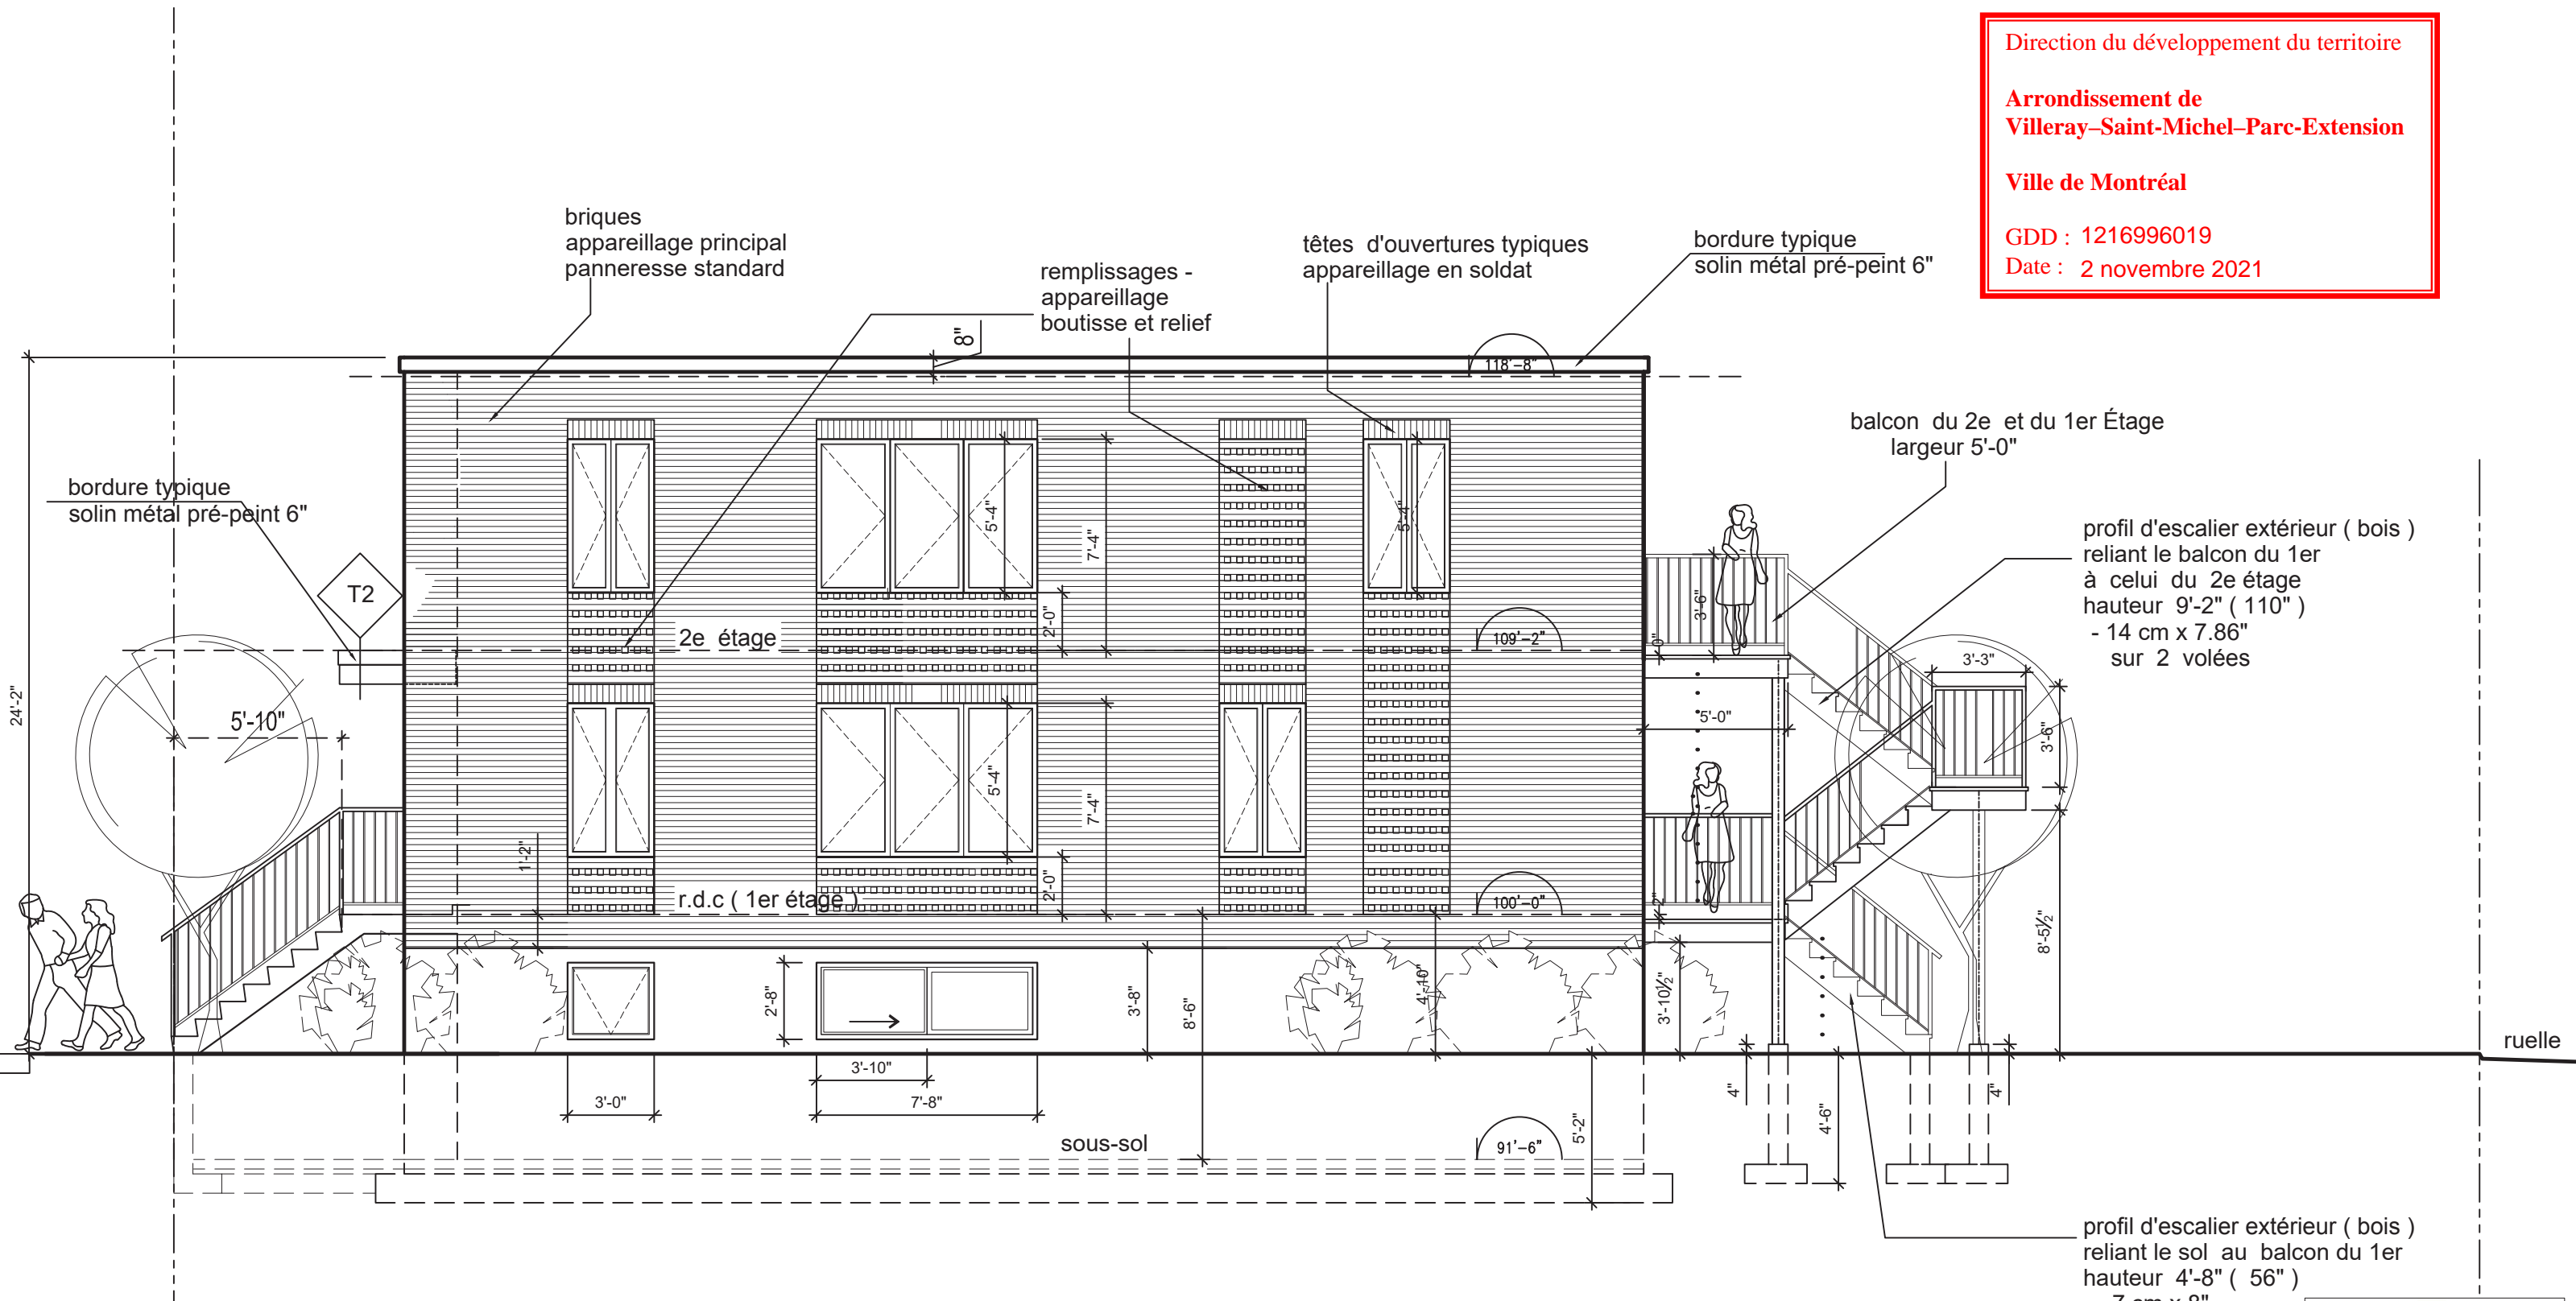 Direction du développement du territoire
Arrondissement de
Villeray–Saint-Michel–Parc-Extension
Ville de Montréal
GDD : 1216996019
Date : 2 novembre 2021
briques
appareillage principal
panneresse standard
remplissages -
appareillage
boutisse et relief
têtes d'ouvertures typiques
appareillage en soldat
bordure typique
solin métal pré-peint 6"
8"
118'-8"
balcon du 2e et du 1er Étage
largeur 5'-0"
bordure typique
solin métal pré-peint 6"
profil d'escalier extérieur ( bois )
reliant le balcon du 1er
à celui du 2e étage
hauteur 9'-2" ( 110" )
- 14 cm x 7.86"
sur 2 volées
T2
24'-2"
5'-10"
5'-4"
7'-4"
5'-4"
2'-0"
2e étage
109'-2"
3'-6"
3'-3"
5'-0"
3'-6"
5'-4"
7'-4"
1'-2"
2'-0"
r.d.c ( 1er étage )
100'-0"
2"
8'-5½"
2'-8"
3'-8"
8'-6"
4'-10"
3'-10½"
ruelle
3'-10"
3'-0"
7'-8"
4"
4'-6"
4"
5'-2"
sous-sol
91'-6"
profil d'escalier extérieur ( bois )
reliant le sol au balcon du 1er
hauteur 4'-8" ( 56" )
7 cm x 8"